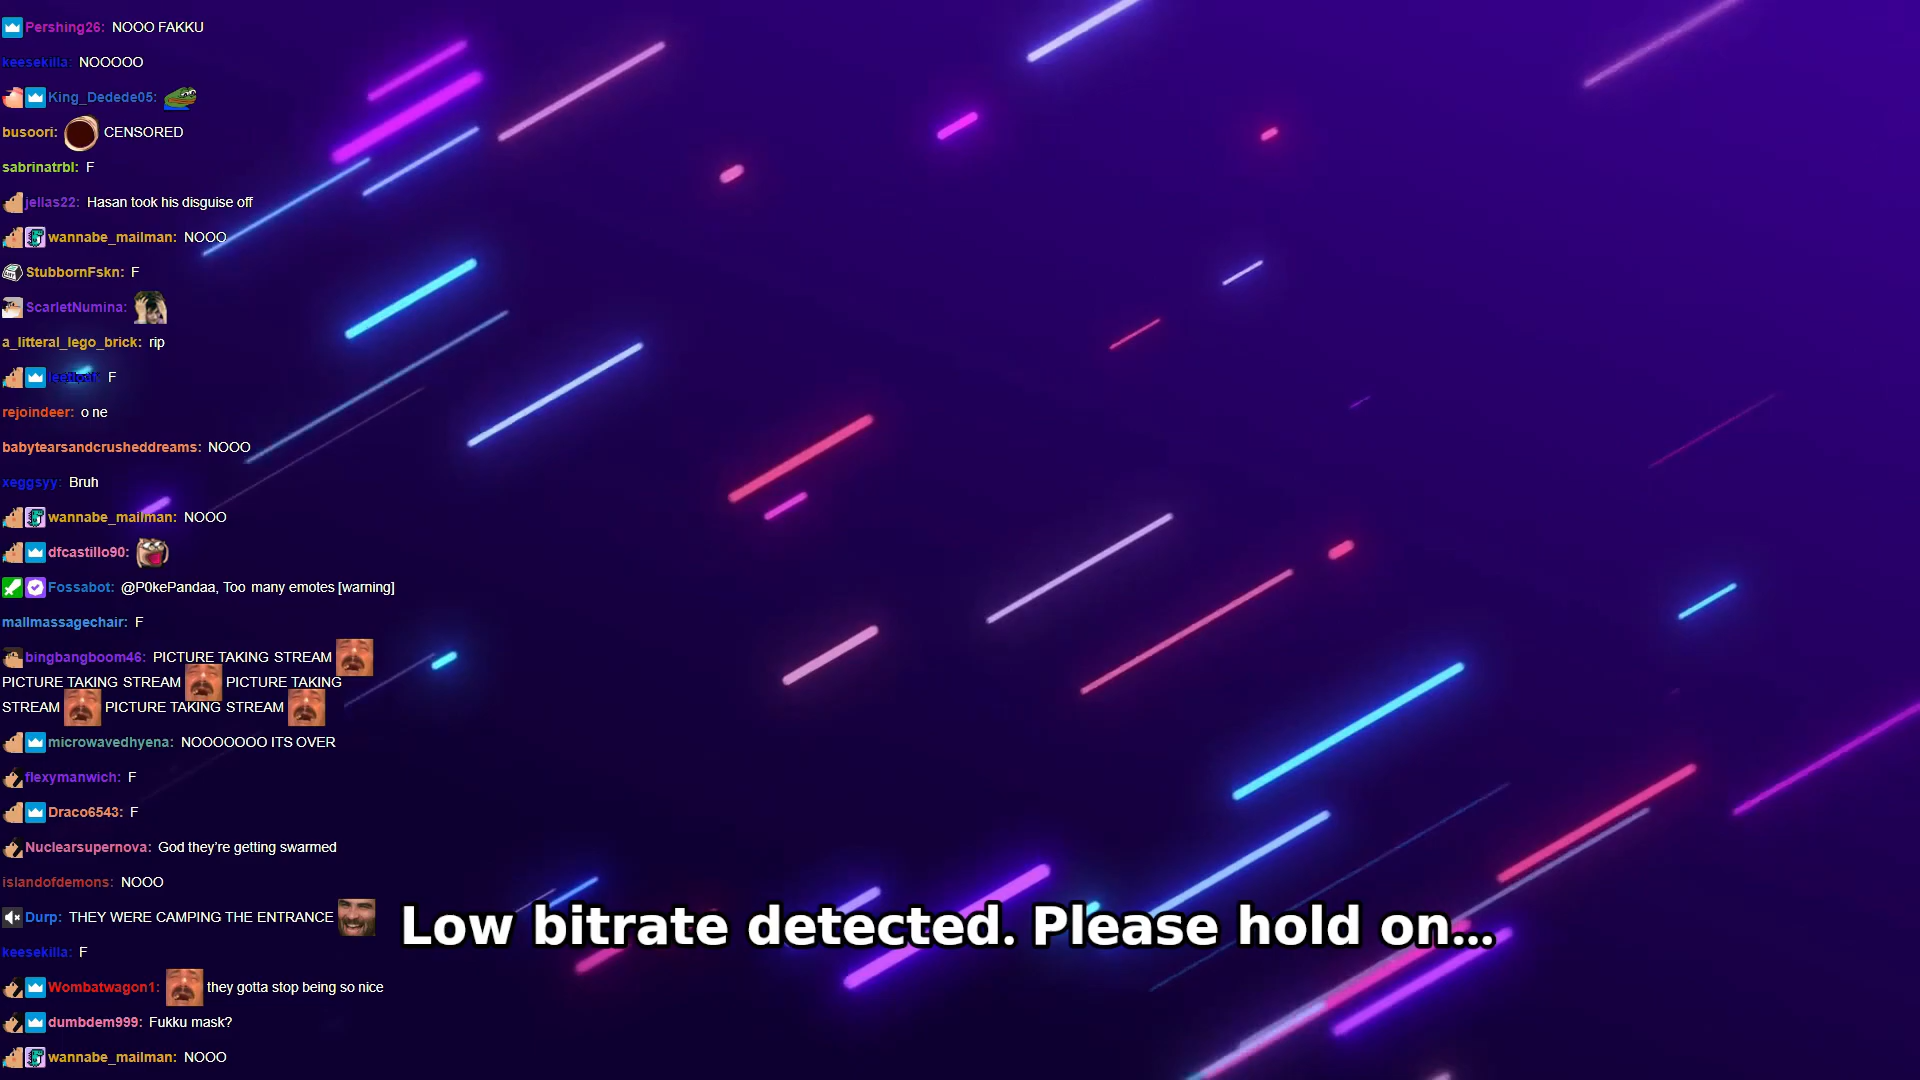 Pershing26: NOOO FAKKU
keesekilla: NOOOOO
King_Dedede05:
busoori: CENSORED
sabrinatrbl: F
jellas22: Hasan took his disguise off
wannabe_mailman: NOOO
StubbornFskn: F
ScarletNumina:
a_litteral_lego_brick: rip
F
rejoindeer: o ne
babytearsandcrusheddreams: NOOO
xeggsyy: Bruh
wannabe_mailman: NOOO
dfcastillo90:
Fossabot: @P0kePandaa, Too many emotes [warning]
mallmassagechair: F
bingbangboom46: PICTURE TAKING STREAM
PICTURE TAKING STREAM PICTURE TAKING
STREAM PICTURE TAKING STREAM
microwavedhyena: NOOOOOOO ITS OVER
flexymanwich: F
Draco6543: F
Nuclearsupernova: God they're getting swarmed
islandofdemons: NOOO
Durp: THEY WERE CAMPING THE ENTRANCE
keesekilla: F
Wombatwagon1: they gotta stop being so nice
dumbdem999: Fukku mask?
wannabe_mailman: NOOO
Low bitrate detected. Please hold on...